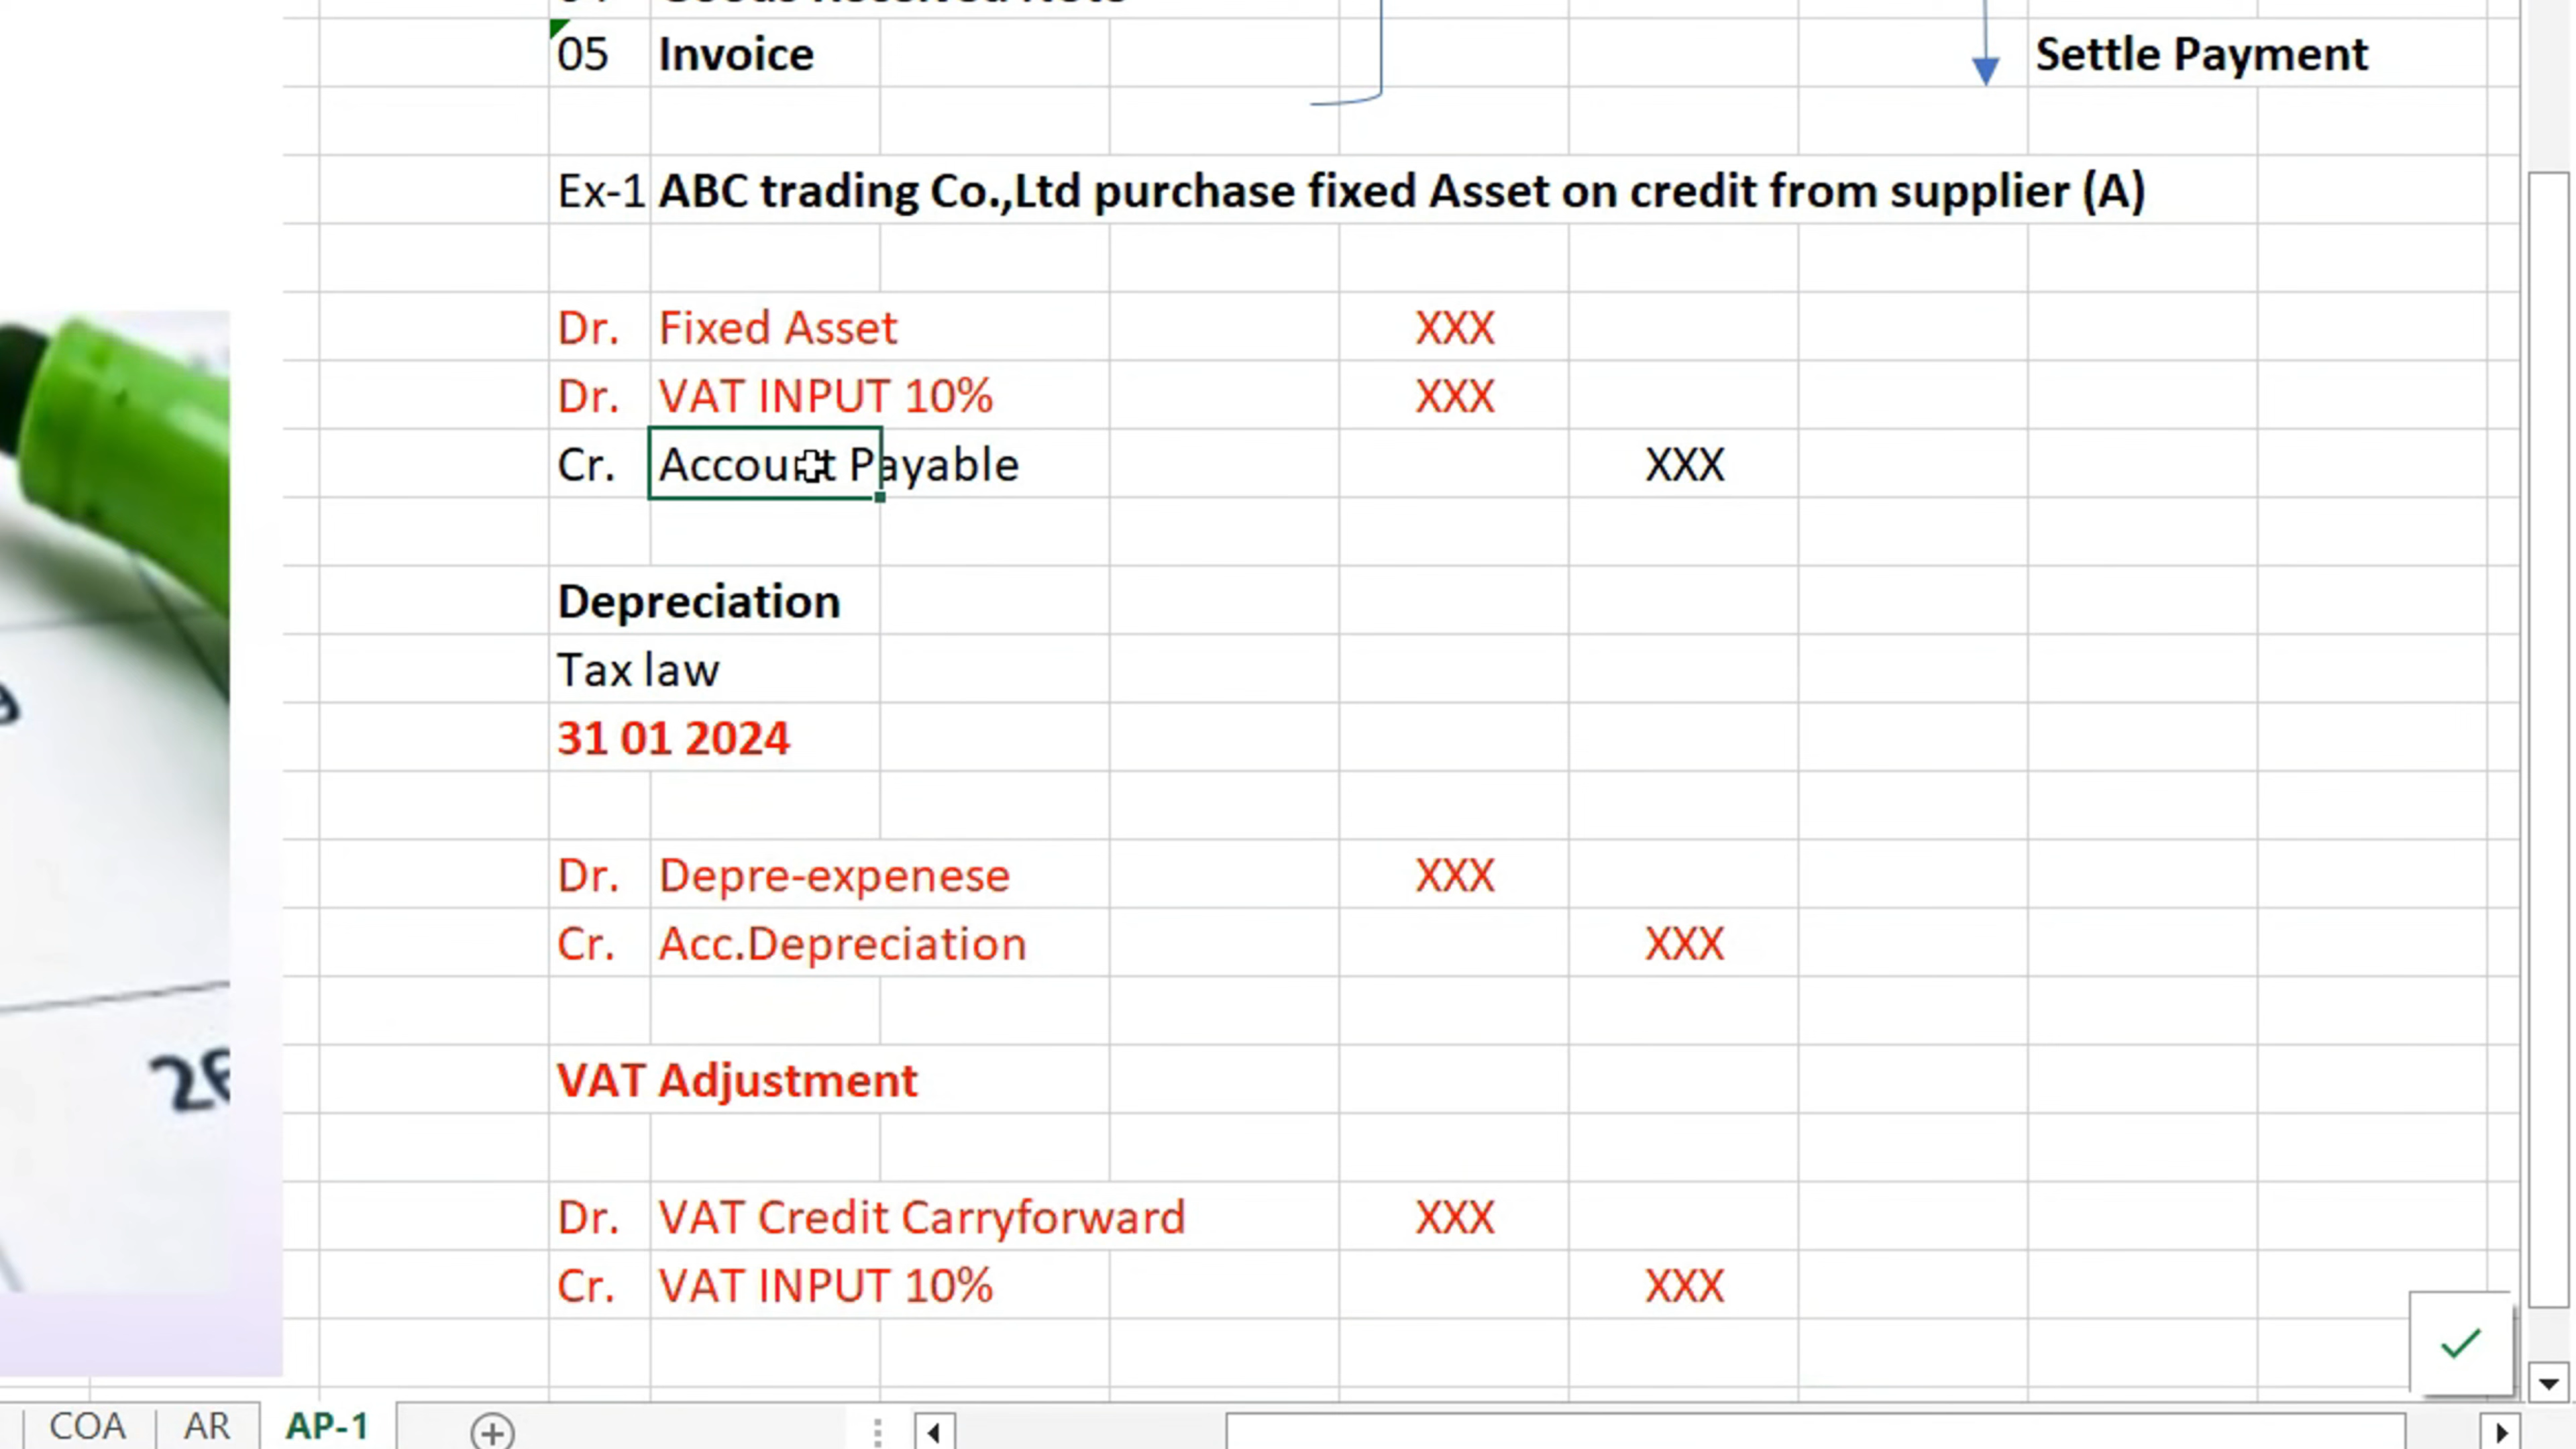 05 Invoice Settle Payment
Ex-1 ABC trading Co.,Ltd purchase fixed Asset on credit from supplier (A)
Dr. Fixed Asset XXX
Dr. VAT INPUT 10% XXX
Cr. Account Payable XXX
Depreciation
Tax law
31 01 2024
Dr. Depre-expenese XXX
Cr. Acc.Depreciation XXX
VAT Adjustment
Dr. VAT Credit Carryforward XXX
Cr. VAT INPUT 10% XXX
COA AR AP-1